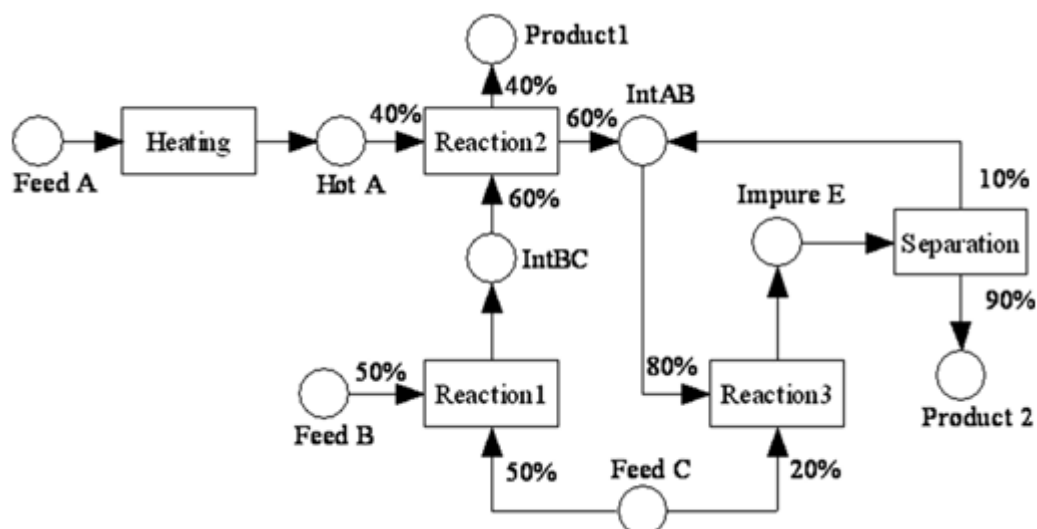 Product1
40%
IntAB
40%
Heating
Reaction2
60%
Feed A
Hot A
60%
Impure E
10%
Separation
IntBC
90%
50%
80%
Reaction1
Reaction3
Feed B
Product 2
50%
Feed C
20%